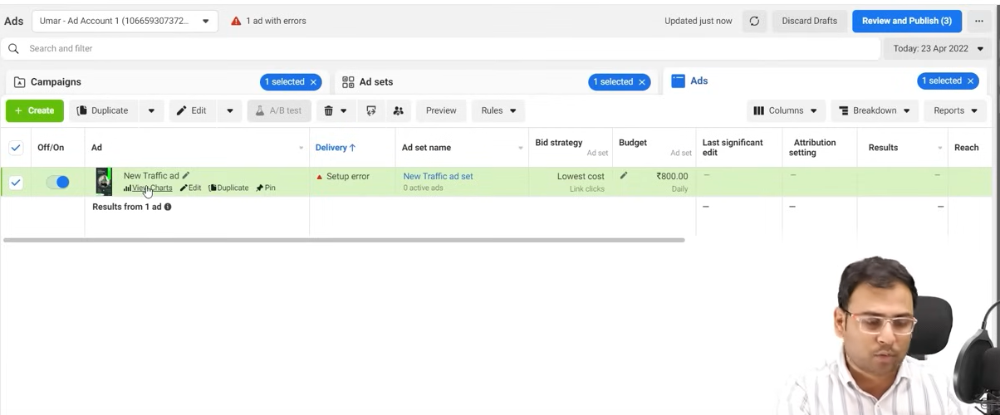 Ads
Umar - Ad Account 1 (106659307372...
1 ad with errors
Updated just now
Discard Drafts
Review and Publish (3)
Search and filter
Today: 23 Apr 2022
Campaigns
1 selected
Ad sets
1 selected
Ads
1 selected
+ Create
Duplicate
Edit
A/B test
Preview
Rules
Columns
Breakdown
Reports
Off/On
Ad
Delivery ↑
Ad set name
Bid strategy
Ad set
Budget
Ad set
Last significant
edit
Attribution
setting
Results
Reach
New Traffic ad
View Charts
Edit
Duplicate
Pin
Setup error
New Traffic ad set
0 active ads
Lowest cost
Link clicks
₹800.00
Daily
—
—
—
Results from 1 ad
—
—
—